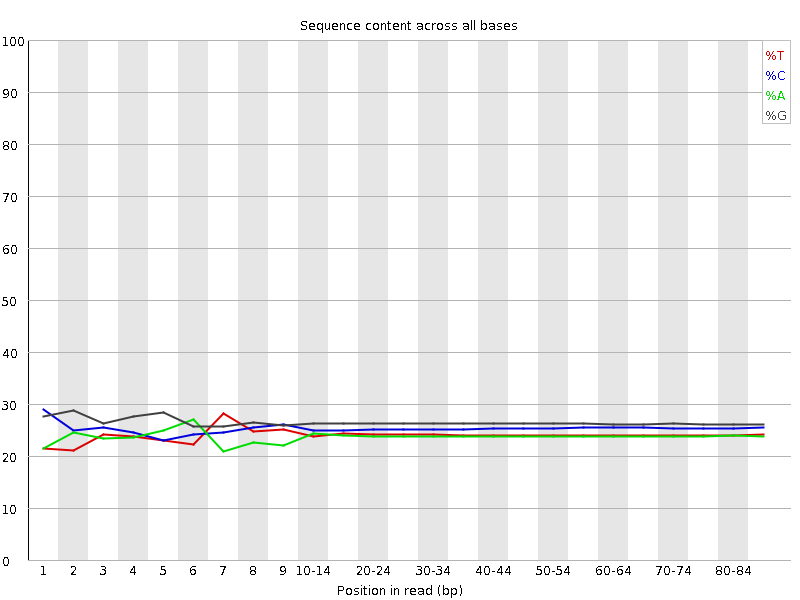 Sequence content across all bases
100
90
80
70
60
50
40
30
20
10
0
%T
%C
%A
%G
1 2 3 4 5 6 7 8 9 10-14 20-24 30-34 40-44 50-54 60-64 70-74 80-84
Position in read (bp)